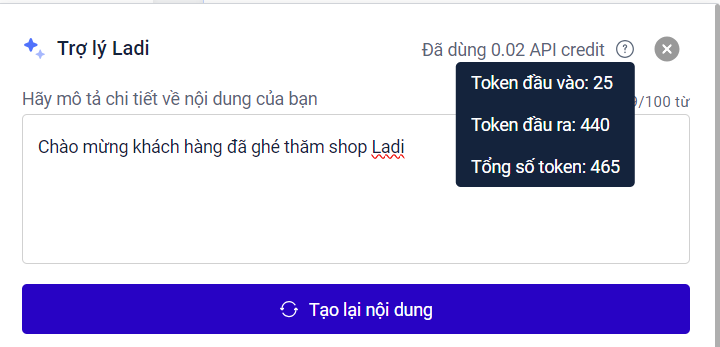 Trợ lý Ladi
Đã dùng 0.02 API credit ?
Token đầu vào: 25
Token đầu ra: 440
Tổng số token: 465
Hãy mô tả chi tiết về nội dung của bạn
9/100 từ
Chào mừng khách hàng đã ghé thăm shop Ladi
Tạo lại nội dung